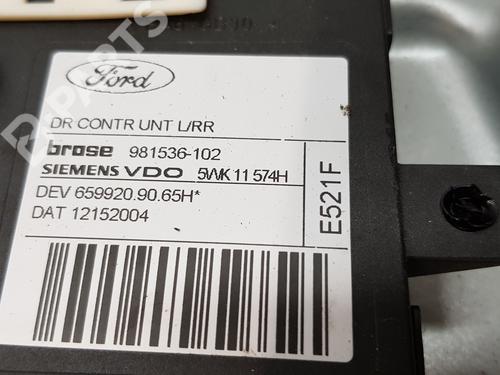 Ford
DR CONTR UNT L/RR
brose 981536-102
SIEMENS VDO 5WK 11 574H
DEV 659920.90.65H*
DAT 12152004
E521F